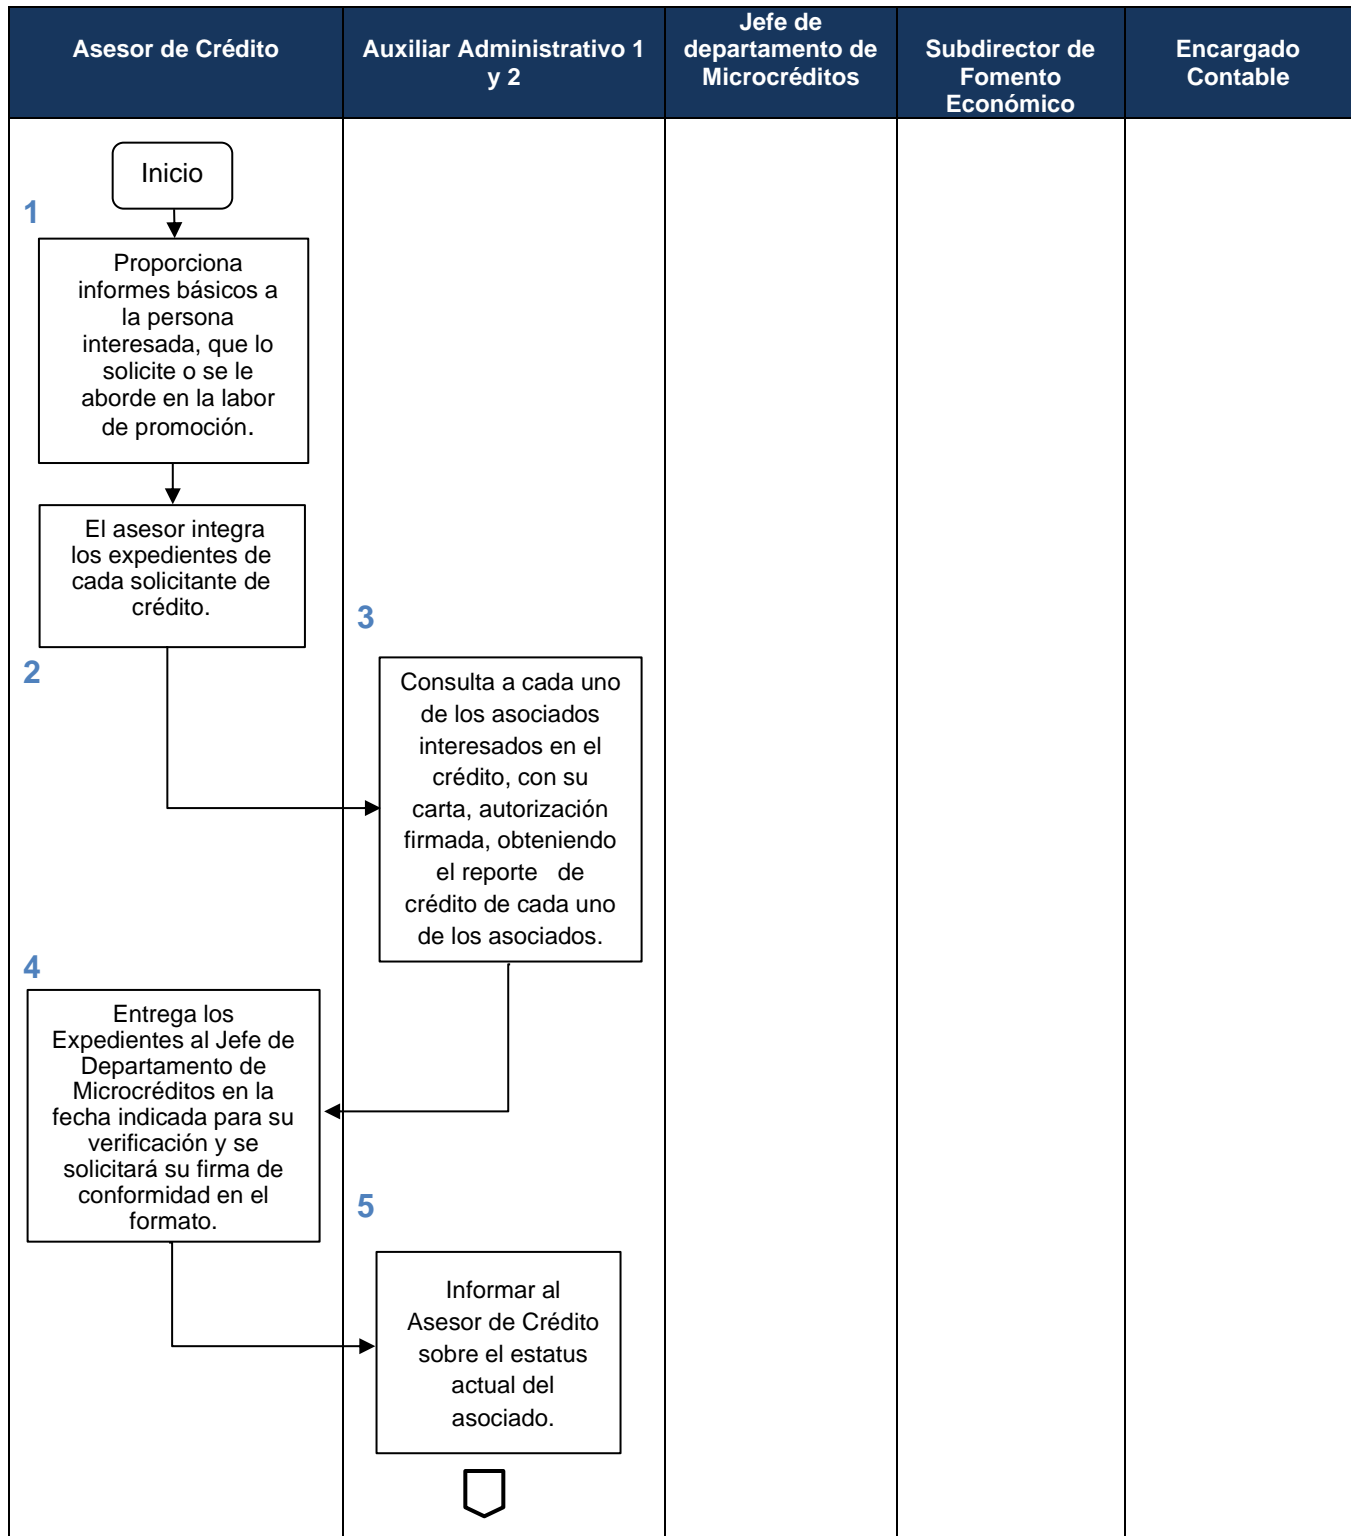 Asesor de Crédito
Auxiliar Administrativo 1
y 2
Jefe de
departamento de
Microcréditos
Subdirector de
Fomento
Económico
Encargado
Contable
Inicio
1
Proporciona
informes básicos a
la persona
interesada, que lo
solicite o se le
aborde en la labor
de promoción.
El asesor integra
los expedientes de
cada solicitante de
crédito.
2
3
Consulta a cada uno
de los asociados
interesados en el
crédito, con su
carta, autorización
firmada, obteniendo
el reporte de
crédito de cada uno
de los asociados.
4
Entrega los
Expedientes al Jefe de
Departamento de
Microcréditos en la
fecha indicada para su
verificación y se
solicitará su firma de
conformidad en el
formato.
5
Informar al
Asesor de Crédito
sobre el estatus
actual del
asociado.